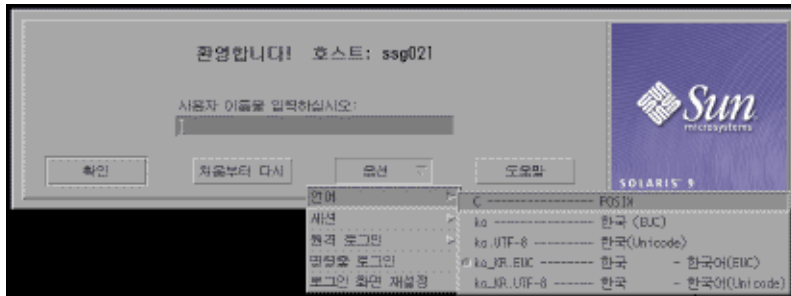 환영합니다! 호스트: ssg021
사용자 이름을 입력하십시오:
Sun
microsystems
SOLARIS™ 9
확인 처음부터 다시 옵션 도움말
언어
세션
원격 로그인
명령줄 로그인
로그인 화면 재설정
C ---------------- POSIX
ko --------------- 한국 (EUC)
ko.UTF-8 --------- 한국(Unicode)
ko_KR.EUC -------- 한국 - 한국어(EUC)
ko_KR.UTF-8 ------ 한국 - 한국어(Unicode)